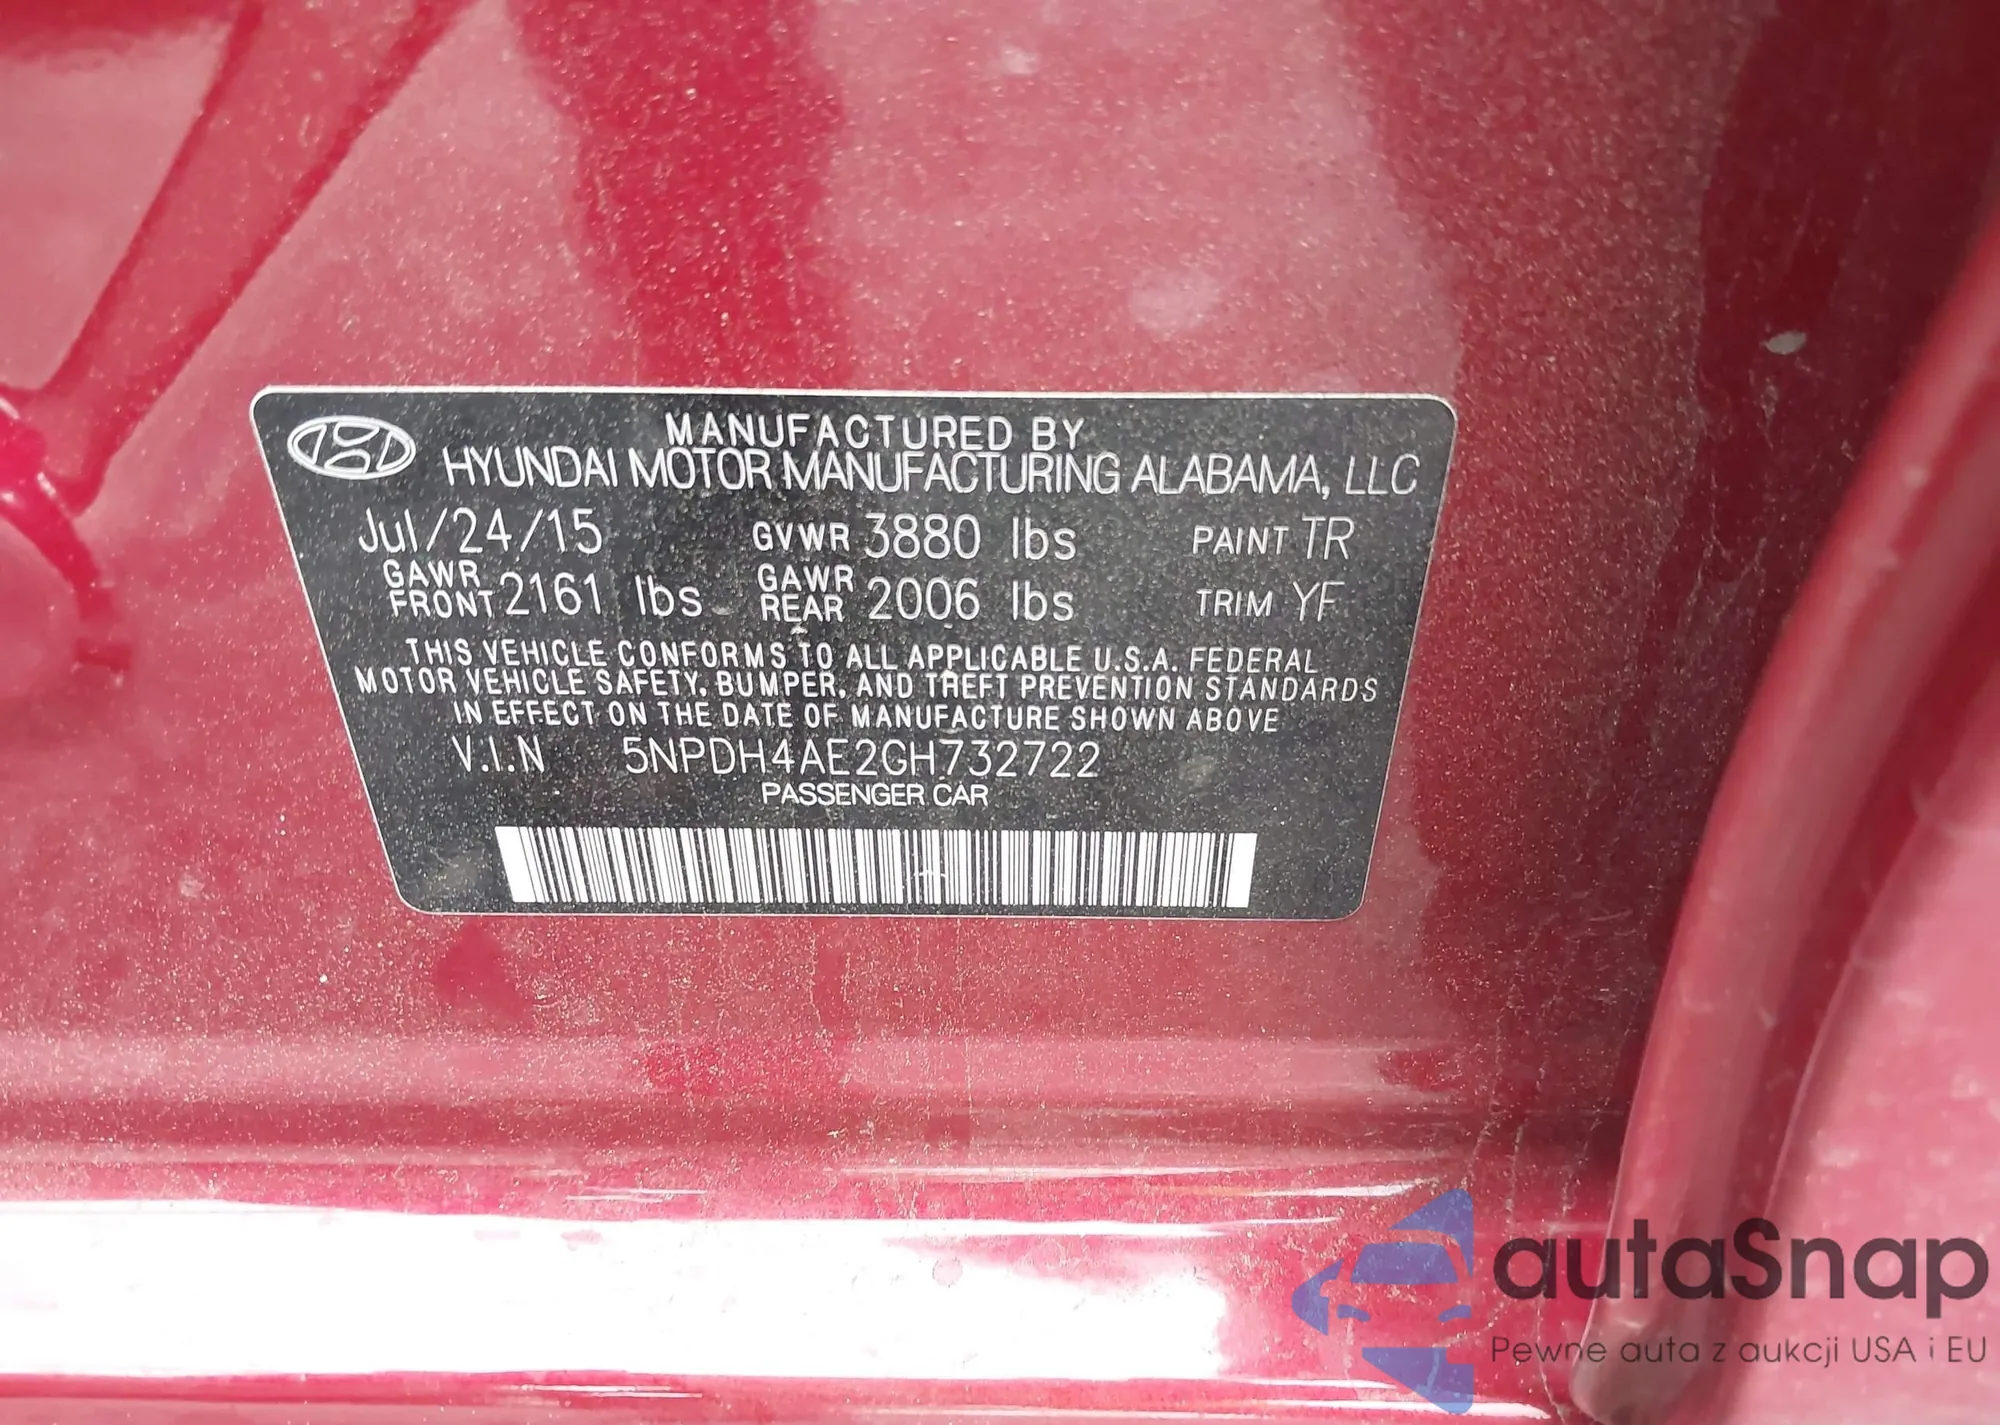 MANUFACTURED BY
HYUNDAI MOTOR MANUFACTURING ALABAMA, LLC
Jul/24/15 GVWR 3880 lbs PAINT TR
GAWR FRONT 2161 lbs GAWR REAR 2006 lbs TRIM YF
THIS VEHICLE CONFORMS TO ALL APPLICABLE U.S.A. FEDERAL
MOTOR VEHICLE SAFETY, BUMPER, AND THEFT PREVENTION STANDARDS
IN EFFECT ON THE DATE OF MANUFACTURE SHOWN ABOVE
V.I.N 5NPDH4AE2GH732722
PASSENGER CAR
autaSnap
Pewne auta z aukcji USA i EU